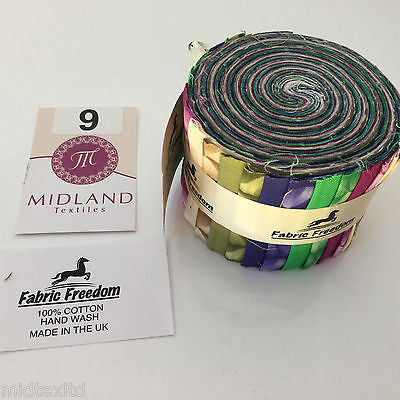 9
m
MIDLAND
Textiles
Fabric Freedom
100% COTTON
HAND WASH
MADE IN THE UK
Fabric Freedom
midtexltd